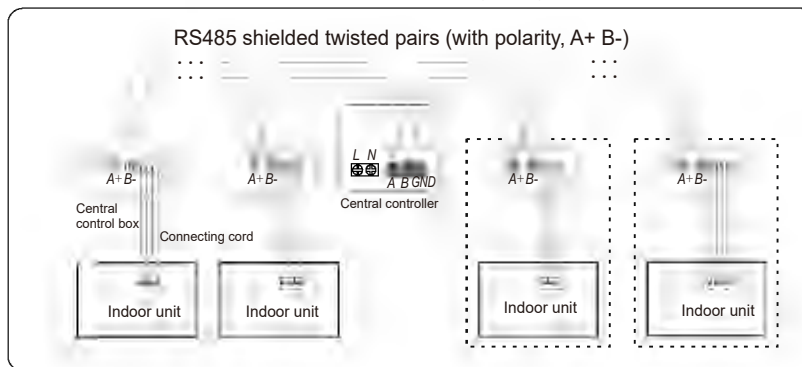 RS485 shielded twisted pairs (with polarity, A+ B-)
L N
A+B-
A+B-
A B GND
A+B-
A+B-
Central controller
Central
control box
Connecting cord
Indoor unit
Indoor unit
Indoor unit
Indoor unit